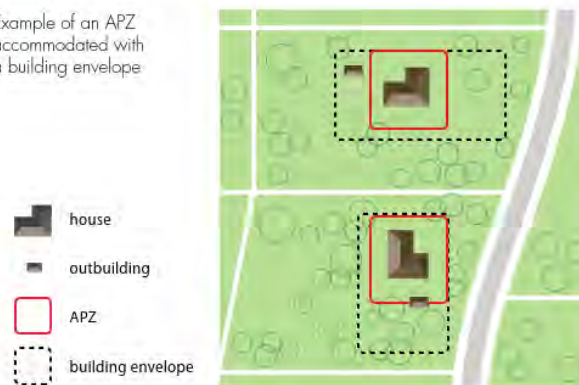 Example of an APZ
accommodated with
a building envelope
house
outbuilding
APZ
building envelope